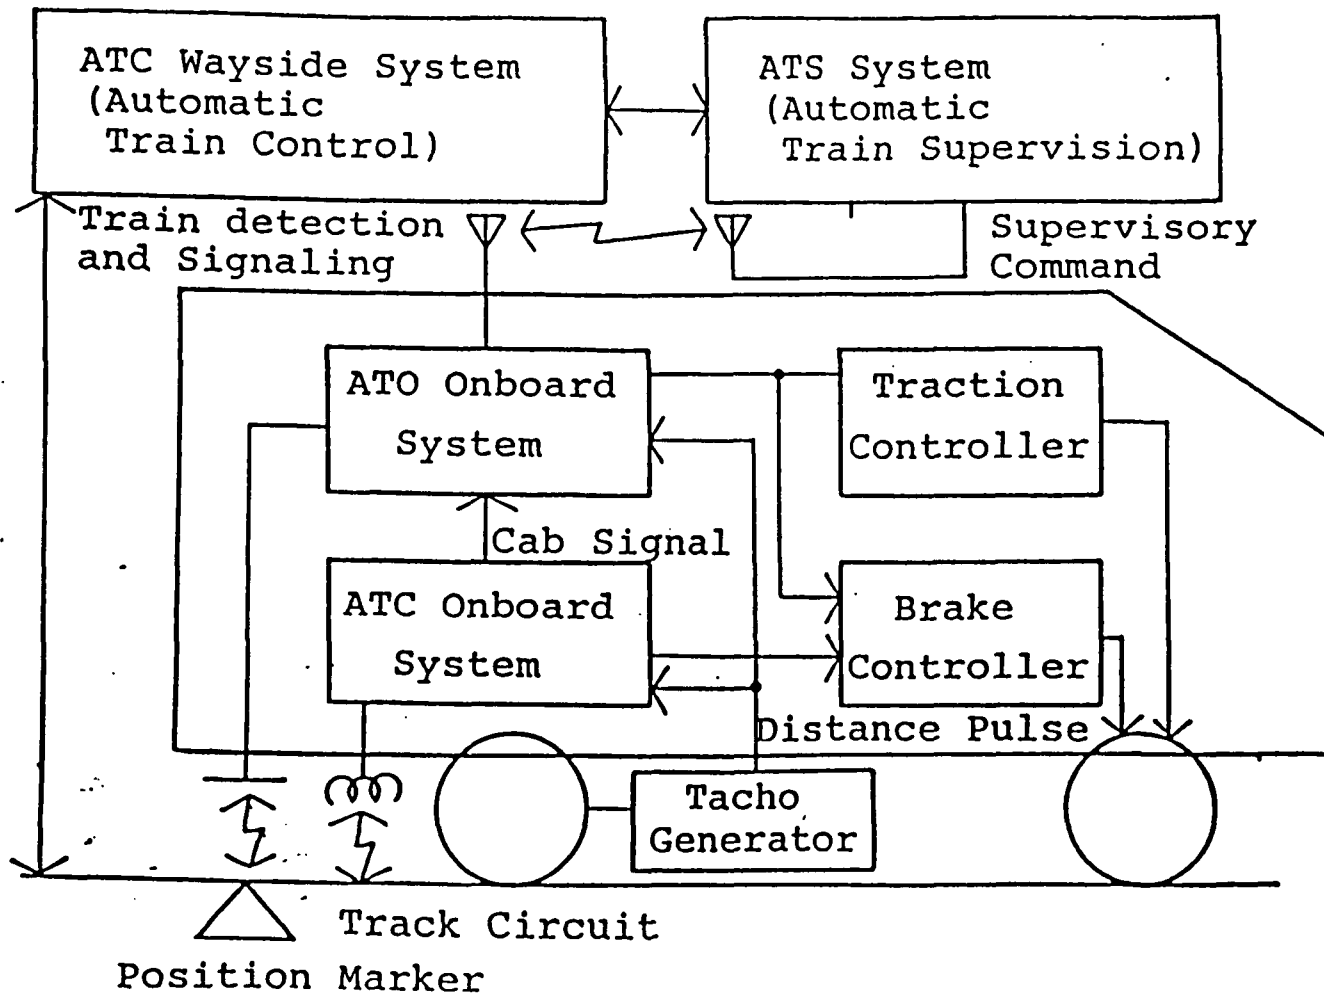 ATC Wayside System
(Automatic
Train Control)
ATS System
(Automatic
Train Supervision)
Train detection
and Signaling
Supervisory
Command
ATO Onboard
System
Traction
Controller
Cab Signal
ATC Onboard
System
Brake
Controller
Distance Pulse
Tacho
Generator
Track Circuit
Position Marker